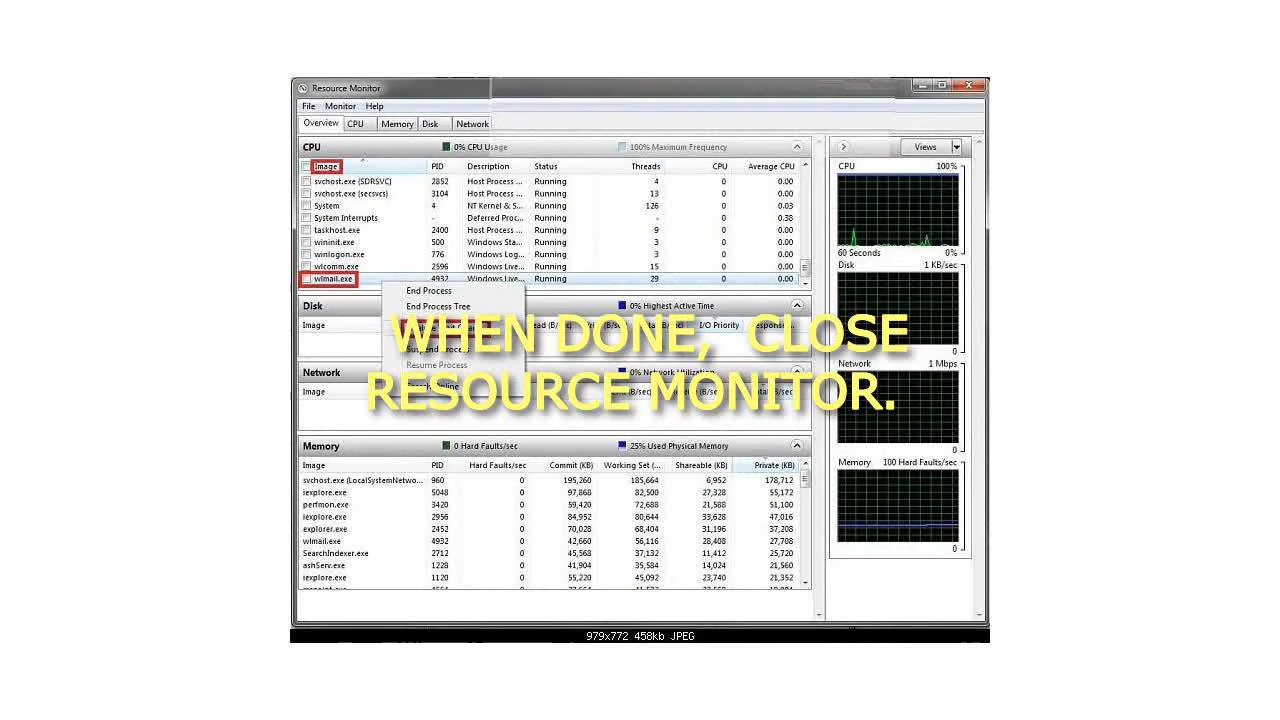 Resource Monitor
File Monitor Help
Overview CPU Memory Disk Network
CPU 0% CPU Usage 100% Maximum Frequency
Image PID Description Status Threads CPU Average CPU
svchost.exe (SDRSVC) 2852 Host Process ... Running 4 0 0.00
svchost.exe (secsvcs) 3104 Host Process ... Running 13 0 0.00
System 4 NT Kernel & S... Running 126 0 0.03
System Interrupts - Deferred Proc... Running - 0 0.38
taskhost.exe 2400 Host Process ... Running 9 0 0.00
wininit.exe 500 Windows Sta... Running 3 0 0.00
winlogon.exe 776 Windows Log... Running 3 0 0.00
wlcomm.exe 2596 Windows Live... Running 15 0 0.00
wlmail.exe 4932 Windows Live... Running 29 0 0.00
End Process
End Process Tree
Suspend Process
Resume Process
Disk 0% Highest Active Time
Image I/O Priority Response...
WHEN DONE, CLOSE
RESOURCE MONITOR.
Network 0% Network Utilization
Image
Memory 0 Hard Faults/sec 25% Used Physical Memory
Image PID Hard Faults/sec Commit (KB) Working Set (... Shareable (KB) Private (KB)
svchost.exe (LocalSystemNetwo... 960 0 195,260 185,664 6,952 178,712
iexplore.exe 5048 0 97,868 82,500 27,328 55,172
perfmon.exe 3420 0 59,420 72,688 21,588 51,100
iexplore.exe 2956 0 84,952 80,644 33,628 47,016
explorer.exe 2452 0 70,028 68,404 31,196 37,208
wlmail.exe 4932 0 42,660 56,116 28,408 27,708
SearchIndexer.exe 2712 0 45,568 37,132 11,412 25,720
ashServ.exe 1228 0 41,904 35,584 14,024 21,560
iexplore.exe 1120 0 55,220 45,092 23,740 21,352
Views
CPU 100%
60 Seconds 0%
Disk 1 KB/sec
0
Network 1 Mbps
0
Memory 100 Hard Faults/sec
0
979x772 458kb JPEG